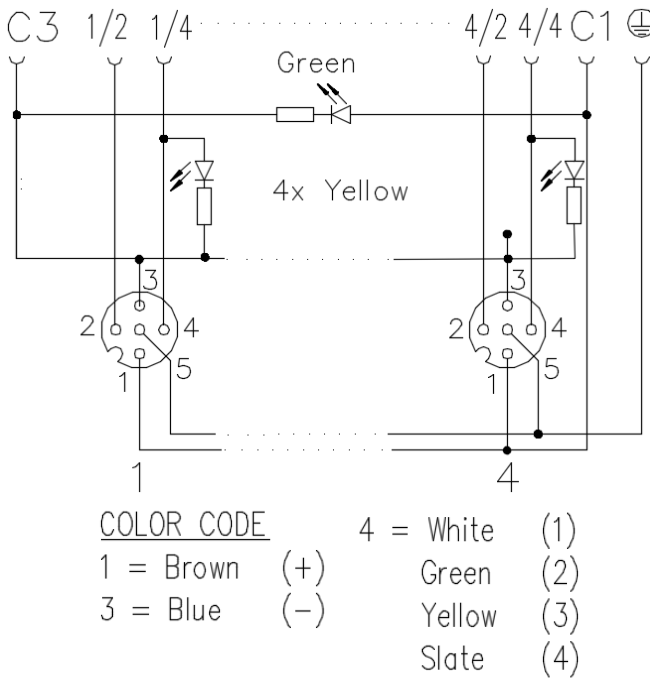 C3 1/2 1/4 4/2 4/4 C1
Green
4x Yellow
3 3
2 4 2 4
1 5 1 5
1 4
COLOR CODE
1 = Brown (+)
3 = Blue (-)
4 = White (1)
Green (2)
Yellow (3)
Slate (4)